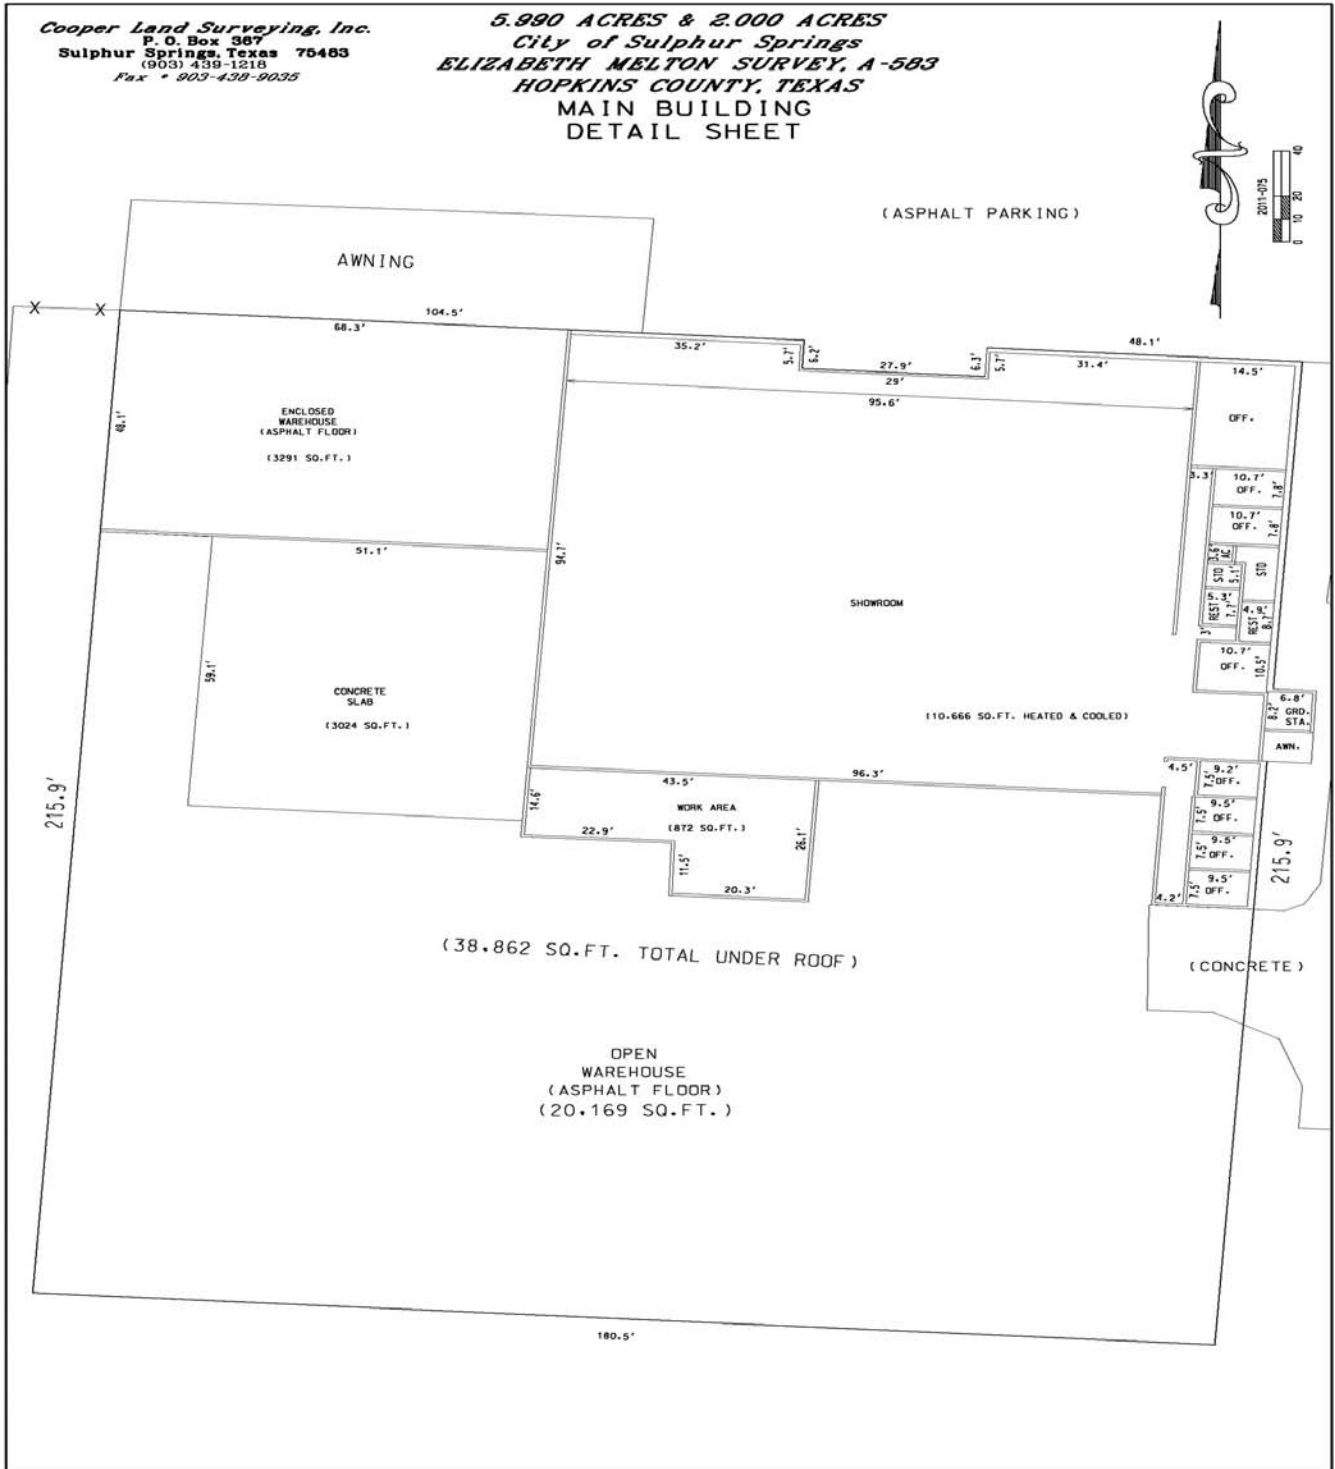 Cooper Land Surveying, Inc.
P. O. Box 367
Sulphur Springs, Texas 75483
(903) 439-1218
Fax * 903-438-9035
5.990 ACRES & 2.000 ACRES
City of Sulphur Springs
ELIZABETH MELTON SURVEY, A-583
HOPKINS COUNTY, TEXAS
MAIN BUILDING
DETAIL SHEET
2011-075
0 10 20 40
(ASPHALT PARKING)
AWNING
X X
104.5'
68.3'
35.2'
5.7'
6.2'
27.9'
29'
6.3'
5.7'
48.1'
31.4'
14.5'
95.6'
OFF.
48.1'
ENCLOSED
WAREHOUSE
(ASPHALT FLOOR)
(3291 SQ.FT.)
3.3'
10.7'
OFF.
7.8'
10.7'
OFF.
7.8'
51.1'
94.7'
3.6'
AC
STO
5.1'
STO
SHOWROOM
5.3'
REST
7.7'
4.9'
REST
8.7'
3'
10.7'
OFF.
10.5'
59.1'
CONCRETE
SLAB
(3024 SQ.FT.)
(10.666 SQ.FT. HEATED & COOLED)
6.8'
8.2'
GRD.
STA.
AWN.
215.9'
43.5'
96.3'
4.5'
9.2'
7.5'
OFF.
14.6'
WORK AREA
(872 SQ.FT.)
22.9'
26.1'
11.5'
20.3'
9.5'
7.5'
OFF.
9.5'
7.5'
OFF.
9.5'
7.5'
OFF.
4.2'
215.9'
(38.862 SQ.FT. TOTAL UNDER ROOF)
(CONCRETE)
OPEN
WAREHOUSE
(ASPHALT FLOOR)
(20.169 SQ.FT.)
180.5'